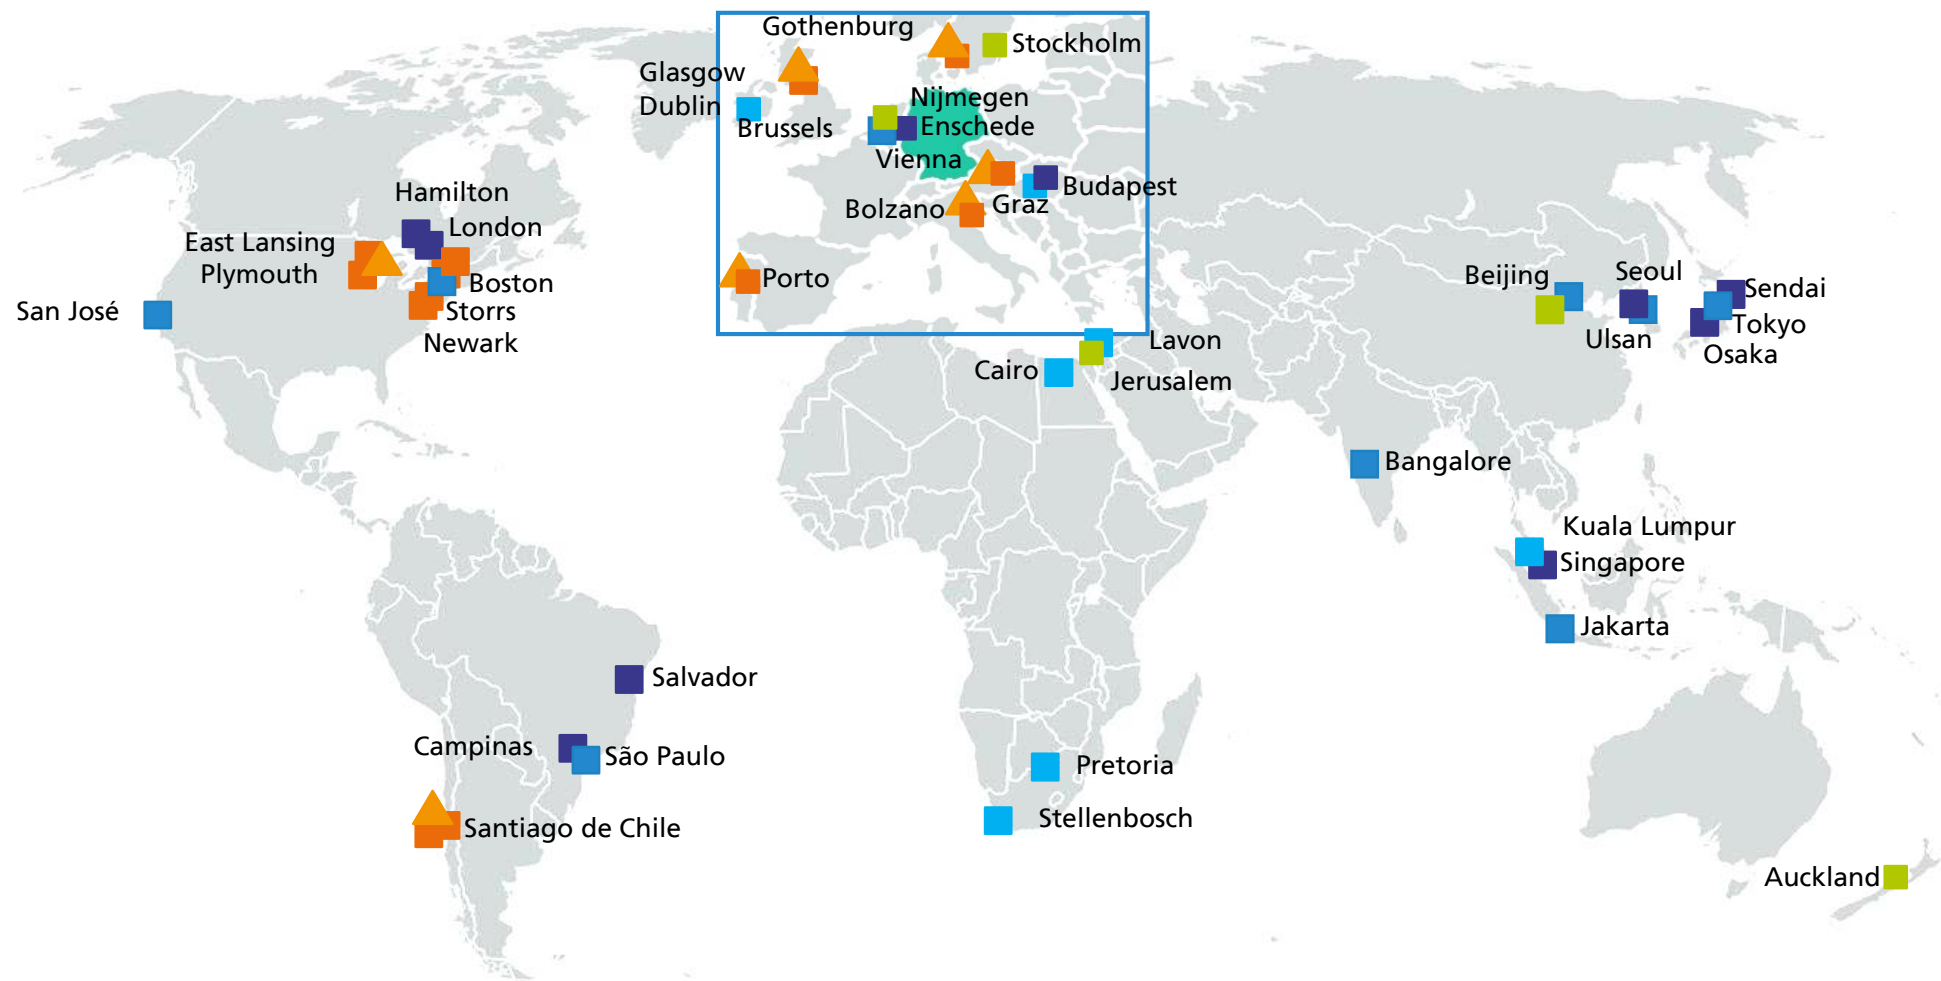 Gothenburg
Stockholm
Glasgow
Dublin
Nijmegen
Brussels
Enschede
Vienna
Budapest
Bolzano
Graz
Porto
Hamilton
London
East Lansing
Plymouth
Boston
San José
Storrs
Newark
Lavon
Cairo
Jerusalem
Beijing
Seoul
Sendai
Tokyo
Ulsan
Osaka
Bangalore
Kuala Lumpur
Singapore
Jakarta
Salvador
Campinas
São Paulo
Pretoria
Santiago de Chile
Stellenbosch
Auckland